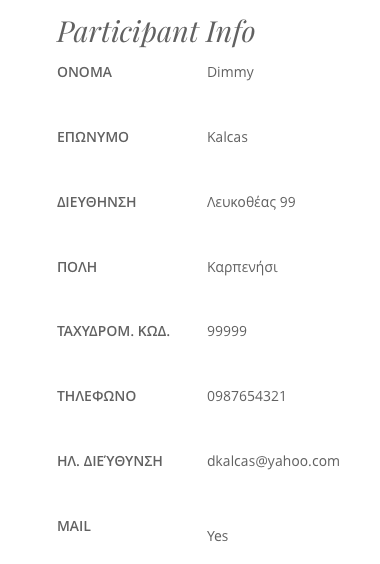 Participant Info
ΟΝΟΜΑ Dimmy
ΕΠΩΝΥΜΟ Kalcas
ΔΙΕΥΘΗΝΣΗ Λευκοθέας 99
ΠΟΛΗ Καρπενήσι
ΤΑΧΥΔΡΟΜ. ΚΩΔ. 99999
ΤΗΛΕΦΩΝΟ 0987654321
ΗΛ. ΔΙΕΎΘΥΝΣΗ dkalcas@yahoo.com
MAIL Yes